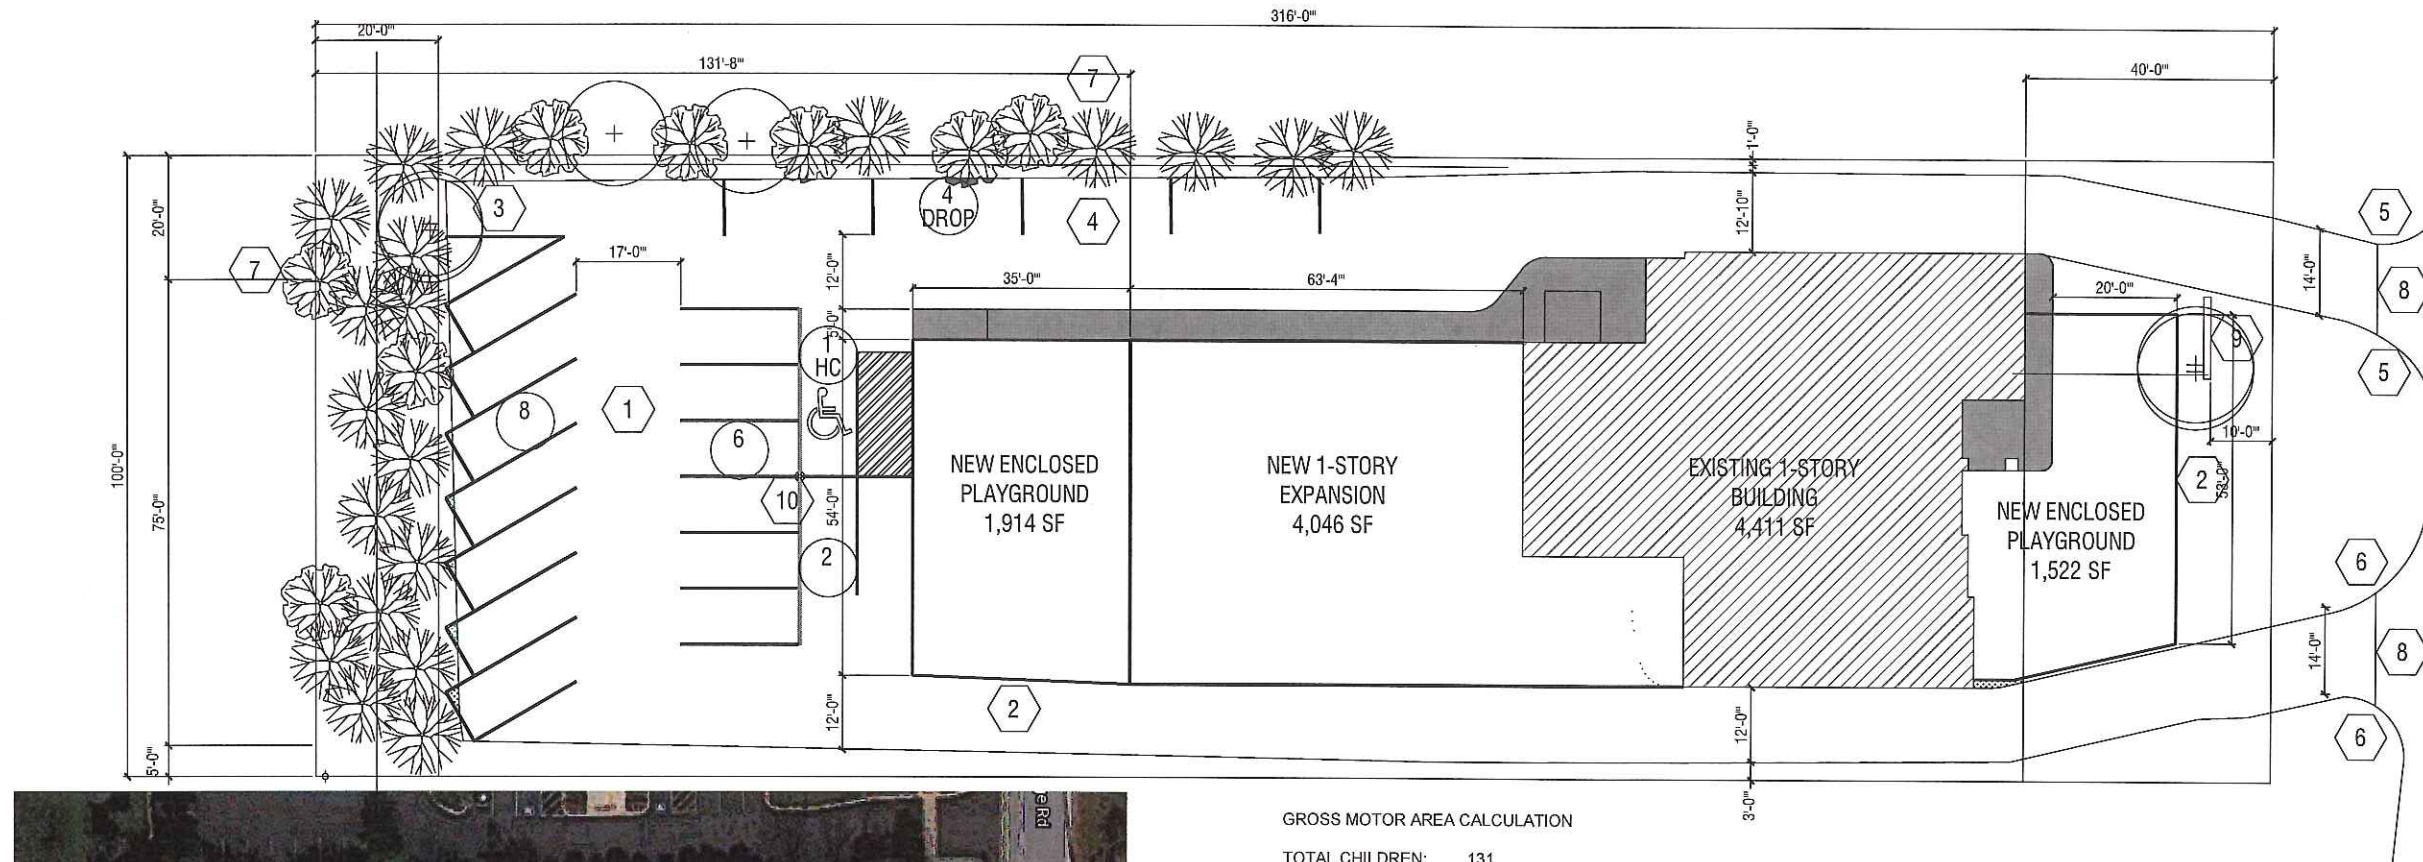 316'-0"
20'-0"
131'-8"
7
40'-0"
1'-0"
3
4
DROP
4
5
20'-0"
12'-10"
7
17'-0"
12'-0"
35'-0"
63'-4"
14'-0"
8
20'-0"
5'-0"
1
HC
9
5
8
1
6
10'-0"
100'-0"
75'-0"
10
54'-0"
NEW ENCLOSED
PLAYGROUND
1,914 SF
NEW 1-STORY
EXPANSION
4,046 SF
EXISTING 1-STORY
BUILDING
4,411 SF
2
NEW ENCLOSED
PLAYGROUND
1,522 SF
2
6
14'-0"
8
12'-0"
2
12'-0"
6
5'-0"
3'-0"
e Rd
GROSS MOTOR AREA CALCULATION
TOTAL CHILDREN: 131